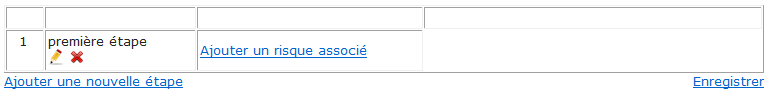 1
première étape
Ajouter un risque associé
Ajouter une nouvelle étape
Enregistrer